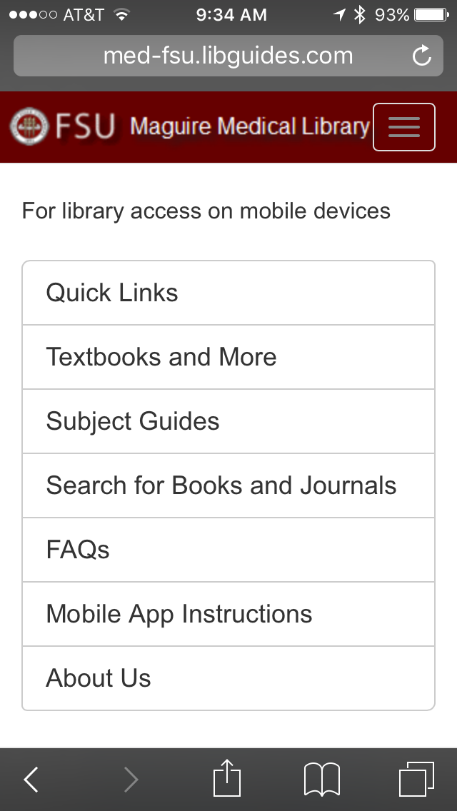 AT&T 9:34 AM 93%
med-fsu.libguides.com
FSU Maguire Medical Library
For library access on mobile devices
Quick Links
Textbooks and More
Subject Guides
Search for Books and Journals
FAQs
Mobile App Instructions
About Us